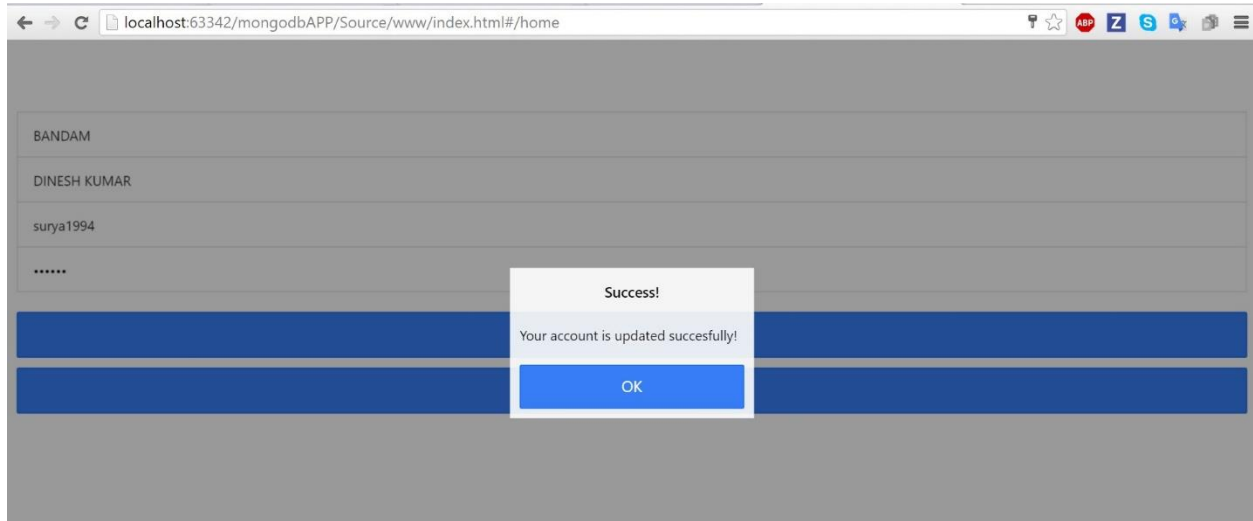 localhost:63342/mongodbAPP/Source/www/index.html#/home
ABP
Z
S
BANDAM
DINESH KUMAR
surya1994
••••••
Success!
Your account is updated succesfully!
OK